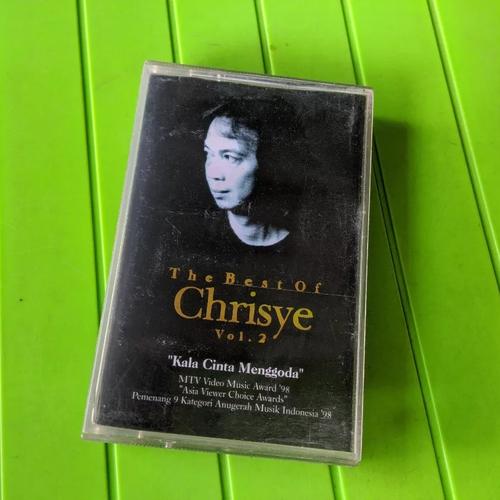 The Best Of
Chrisye
Vol. 2
"Kala Cinta Menggoda"
MTV Video Music Award '98
"Asia Viewer Choice Awards"
Pemenang 9 Kategori Anugerah Musik Indonesia '98